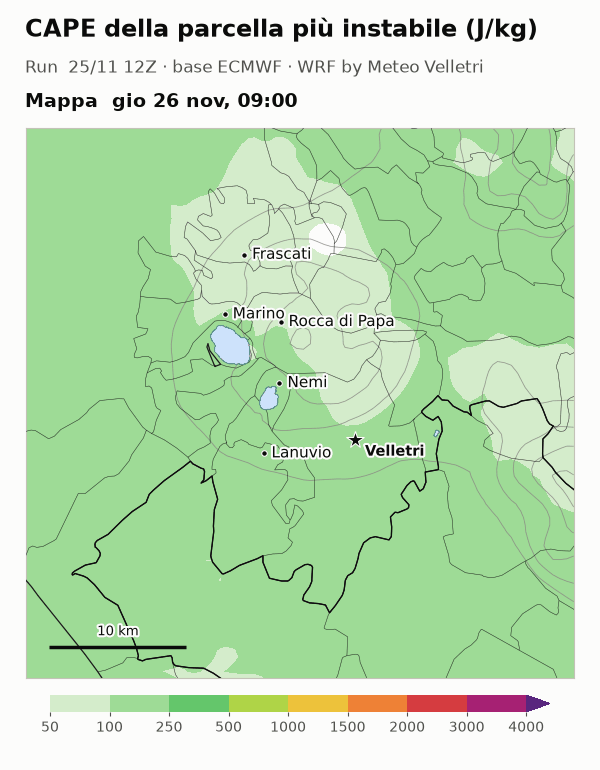 CAPE della parcella più instabile (J/kg)
Run  25/11 12Z · base ECMWF · WRF by Meteo Velletri
Mappa  gio 26 nov, 09:00
Frascati
Marino
Rocca di Papa
Nemi
Velletri
Lanuvio
10 km
50 100 250 500 1000 1500 2000 3000 4000